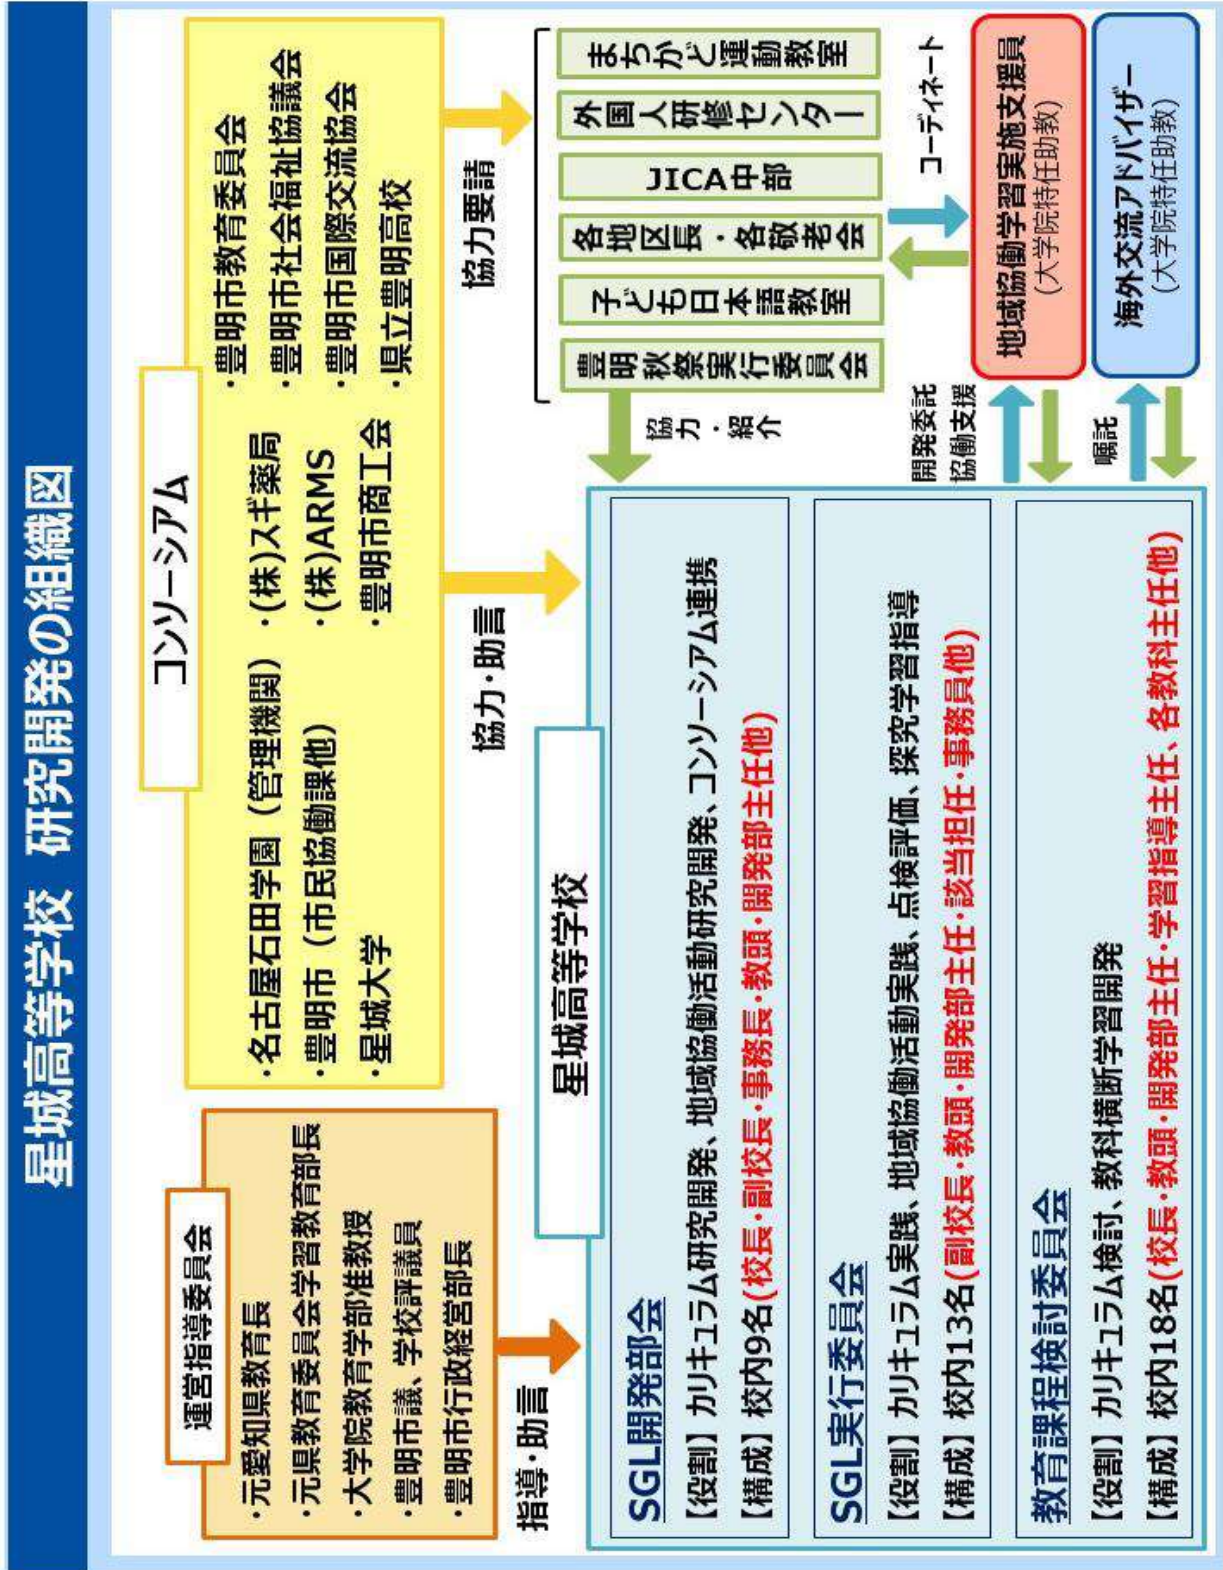 星城高等学校 研究開発の組織図
運営指導委員会
・元愛知県教育長
・元県教育委員会学習教育部長
・大学院教育学部准教授
・豊明市議、学校評議員
・豊明市行政経営部長
指導・助言
コンソーシアム
・名古屋石田学園（管理機関）
・豊明市（市民協働課他）
・星城大学
・(株)スギ薬局
・(株)ARMS
・豊明市商工会
・豊明市教育委員会
・豊明市社会福祉協議会
・豊明市国際交流協会
・県立豊明高校
協力・助言
協力要請
星城高等学校
SGL開発部会
【役割】カリキュラム研究開発、地域協働活動研究開発、コンソーシアム連携
【構成】校内9名(校長・副校長・事務長・教頭・開発部主任他)
SGL実行委員会
【役割】カリキュラム実践、地域協働活動実践、点検評価、探究学習指導
【構成】校内13名(副校長・教頭・開発部主任・該当担任・事務員他)
教育課程検討委員会
【役割】カリキュラム検討、教科横断学習開発
【構成】校内18名(校長・教頭・開発部主任・学習指導主任、各教科主任他)
まちかど運動教室
外国人研修センター
JICA中部
各地区長・各敬老会
子ども日本語教室
豊明秋祭実行委員会
協力・紹介
コーディネート
開発委託
協働支援
嘱託
地域協働学習実施支援員
(大学院特任助教)
海外交流アドバイザー
(大学院特任助教)